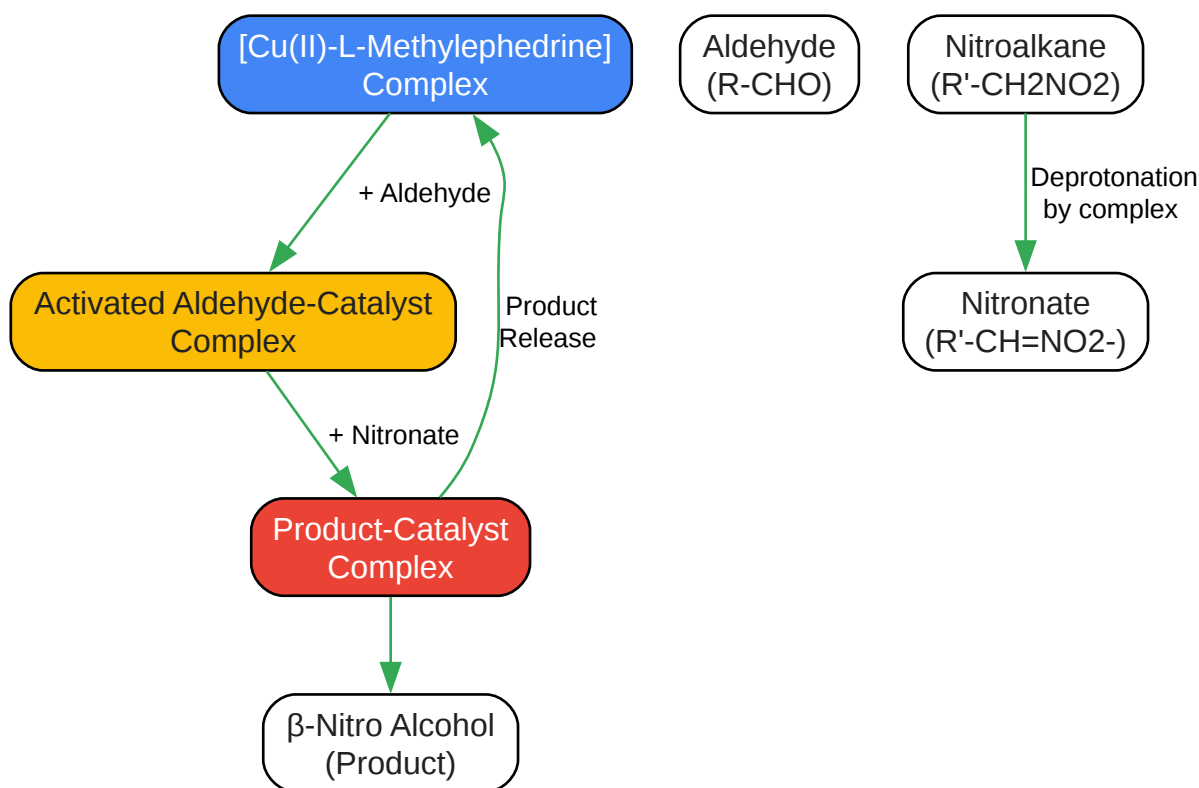 [Cu(II)-L-Methylephedrine]
Complex
Aldehyde
(R-CHO)
Nitroalkane
(R'-CH2NO2)
+ Aldehyde
Deprotonation
by complex
Activated Aldehyde-Catalyst
Complex
Product
Release
Nitronate
(R'-CH=NO2-)
+ Nitronate
Product-Catalyst
Complex
β-Nitro Alcohol
(Product)